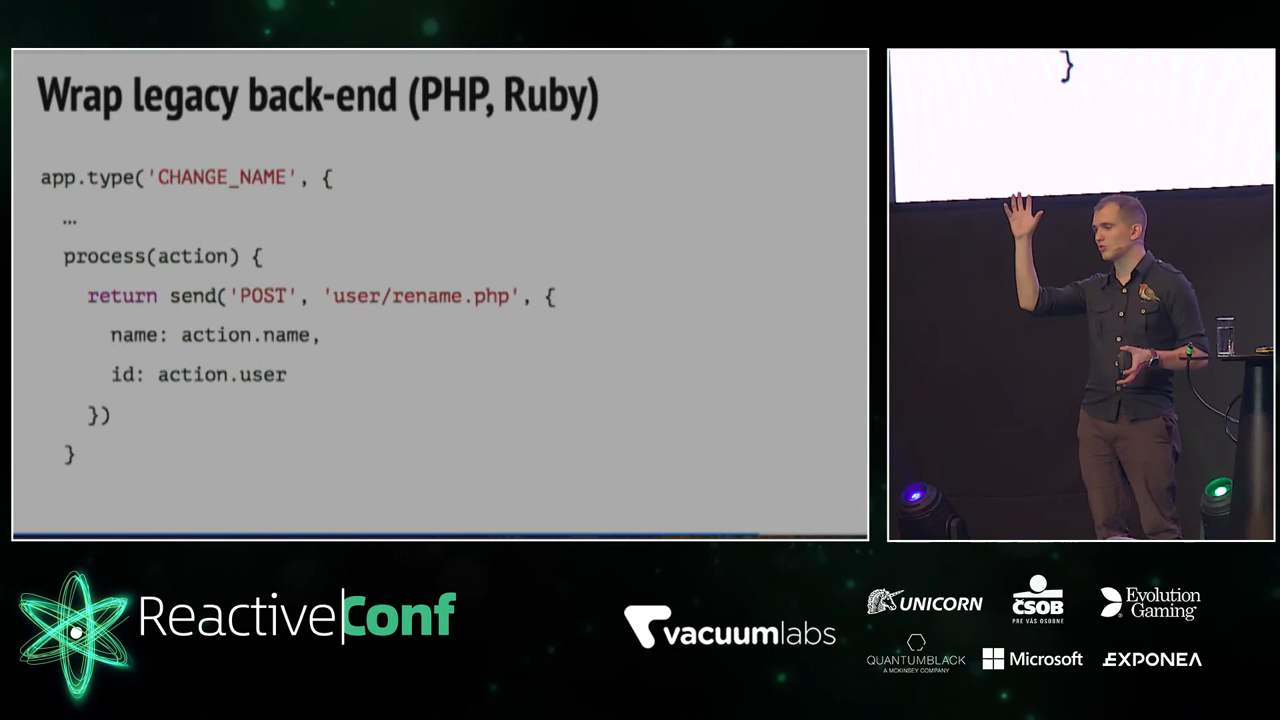 Wrap legacy back-end (PHP, Ruby)
app.type('CHANGE_NAME', {
...
process(action) {
return send('POST', 'user/rename.php', {
name: action.name,
id: action.user
})
}
}
ReactiveConf
vacuumlabs
UNICORN
ČSOB
PRE VÁS OSOBNE
Evolution
Gaming
QUANTUMBLACK
A MCKINSEY COMPANY
Microsoft
EXPONEA